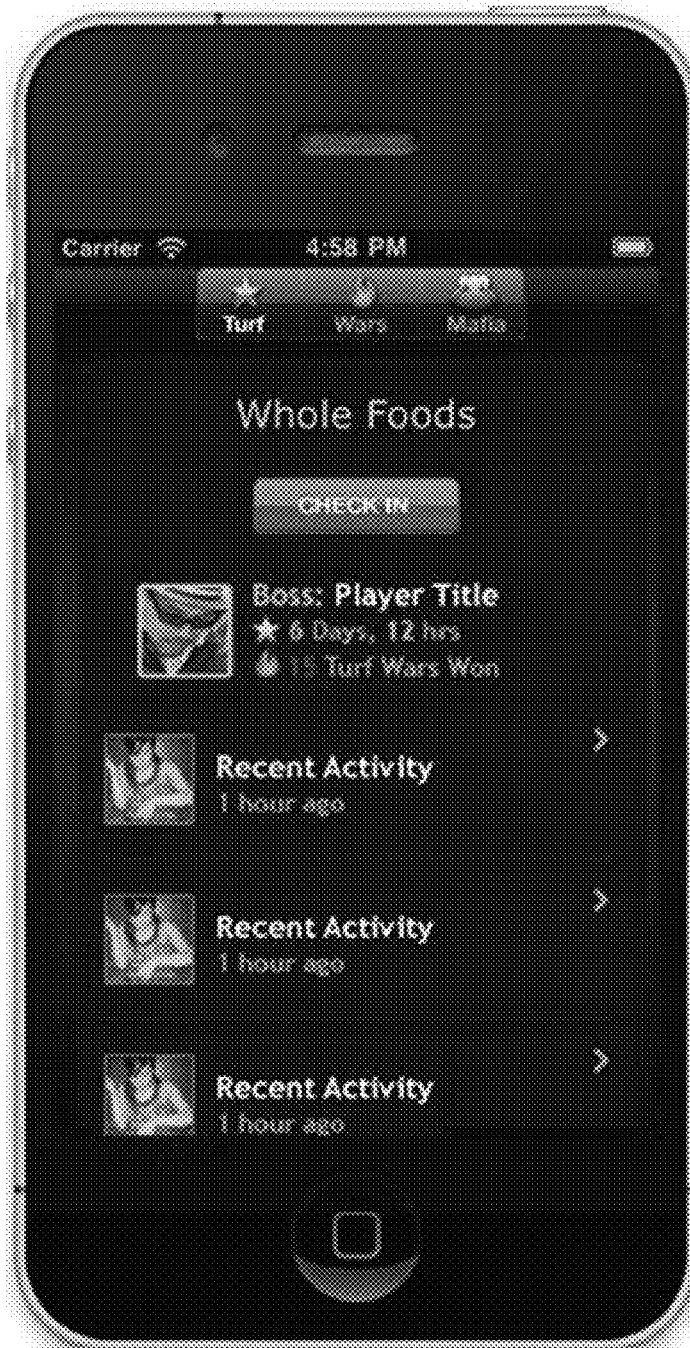 Carrier 4:58 PM
Turf Wars Mafia
Whole Foods
CHECK IN
Boss: Player Title
6 Days, 12 hrs
15 Turf Wars Won
Recent Activity
1 hour ago
Recent Activity
1 hour ago
Recent Activity
1 hour ago